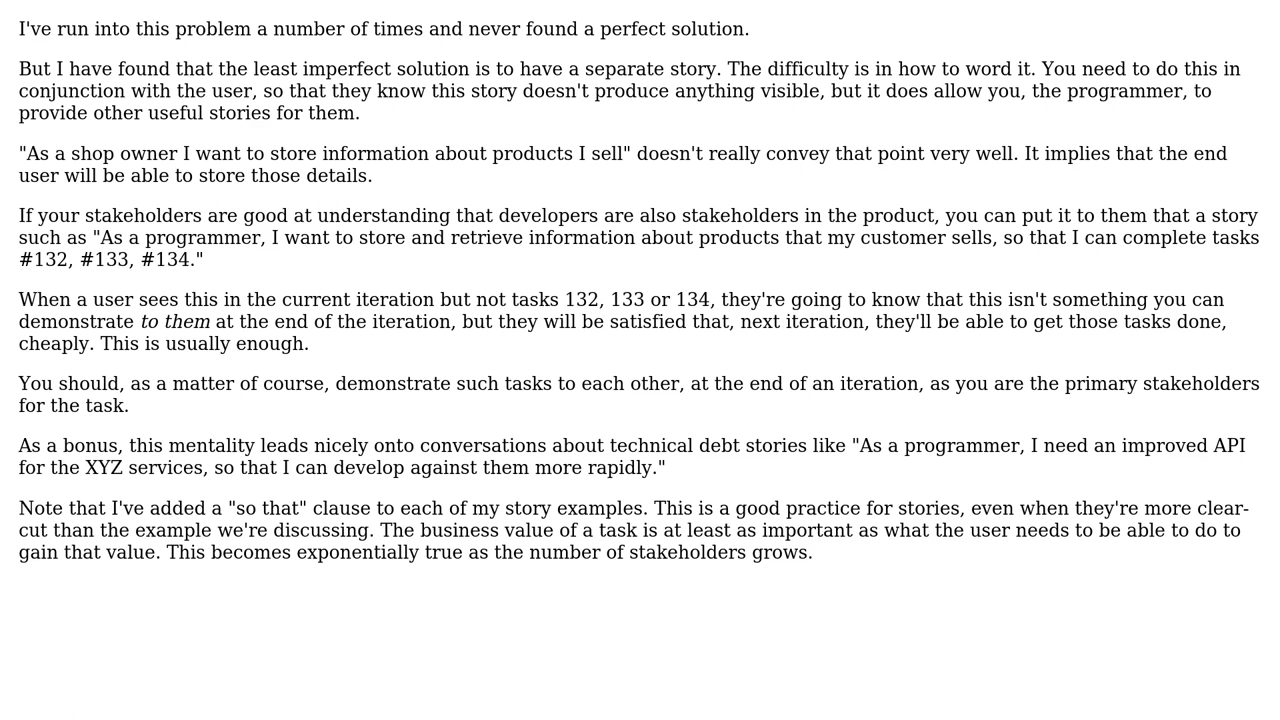 I've run into this problem a number of times and never found a perfect solution.
But I have found that the least imperfect solution is to have a separate story. The difficulty is in how to word it. You need to do this in
conjunction with the user, so that they know this story doesn't produce anything visible, but it does allow you, the programmer, to
provide other useful stories for them.
"As a shop owner I want to store information about products I sell" doesn't really convey that point very well. It implies that the end
user will be able to store those details.
If your stakeholders are good at understanding that developers are also stakeholders in the product, you can put it to them that a story
such as "As a programmer, I want to store and retrieve information about products that my customer sells, so that I can complete tasks
#132, #133, #134."
When a user sees this in the current iteration but not tasks 132, 133 or 134, they're going to know that this isn't something you can
demonstrate to them at the end of the iteration, but they will be satisfied that, next iteration, they'll be able to get those tasks done,
cheaply. This is usually enough.
You should, as a matter of course, demonstrate such tasks to each other, at the end of an iteration, as you are the primary stakeholders
for the task.
As a bonus, this mentality leads nicely onto conversations about technical debt stories like "As a programmer, I need an improved API
for the XYZ services, so that I can develop against them more rapidly."
Note that I've added a "so that" clause to each of my story examples. This is a good practice for stories, even when they're more clear-
cut than the example we're discussing. The business value of a task is at least as important as what the user needs to be able to do to
gain that value. This becomes exponentially true as the number of stakeholders grows.